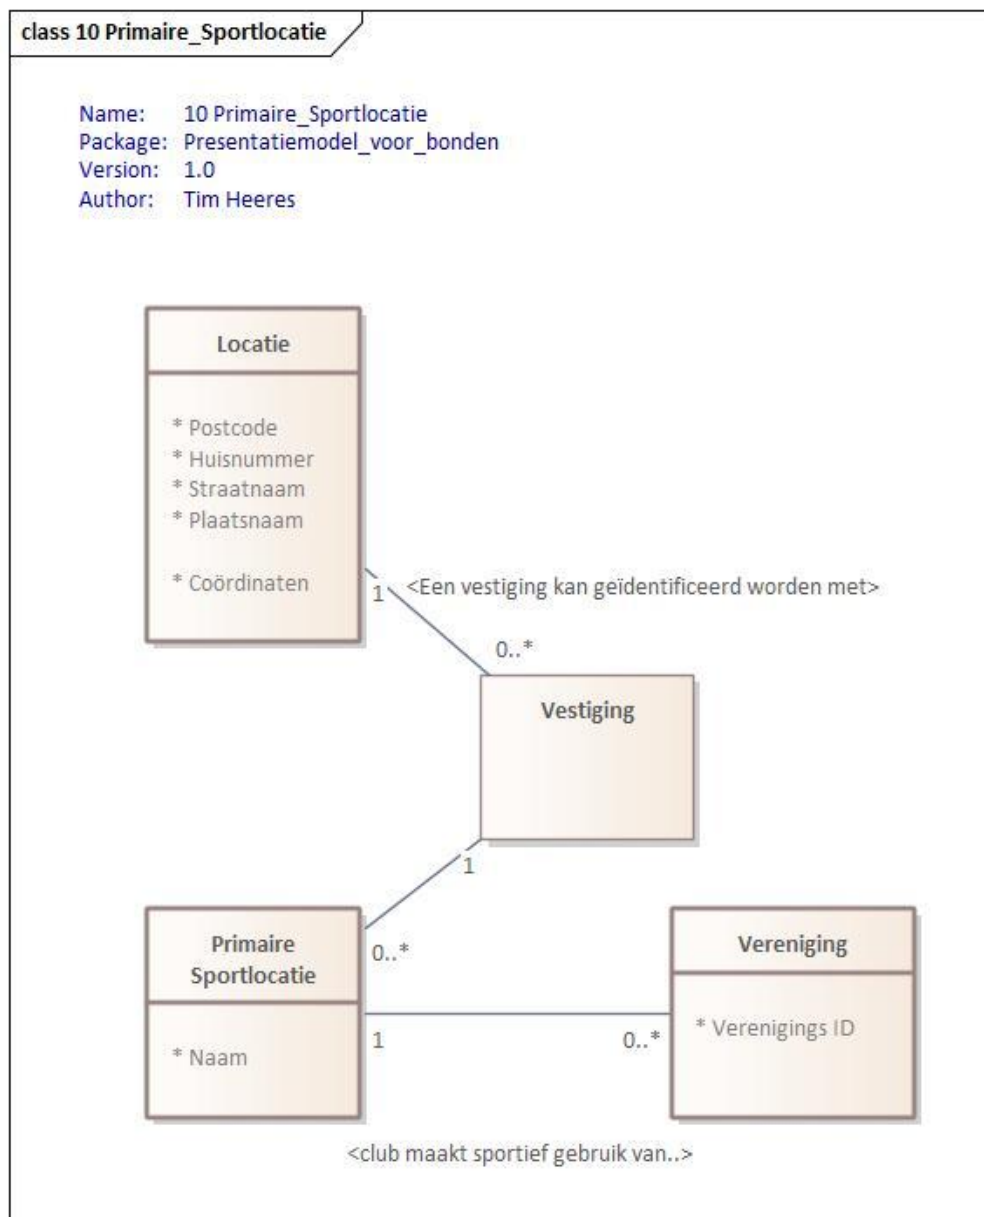 class 10 Primaire_Sportlocatie
Name: 10 Primaire_Sportlocatie
Package: Presentatiemodel_voor_bonden
Version: 1.0
Author: Tim Heeres
Locatie
* Postcode
* Huisnummer
* Straatnaam
* Plaatsnaam
* Coördinaten
1
<Een vestiging kan geïdentificeerd worden met>
0..*
Vestiging
1
0..*
Primaire
Sportlocatie
* Naam
1
0..*
Vereniging
* Verenigings ID
<club maakt sportief gebruik van..>